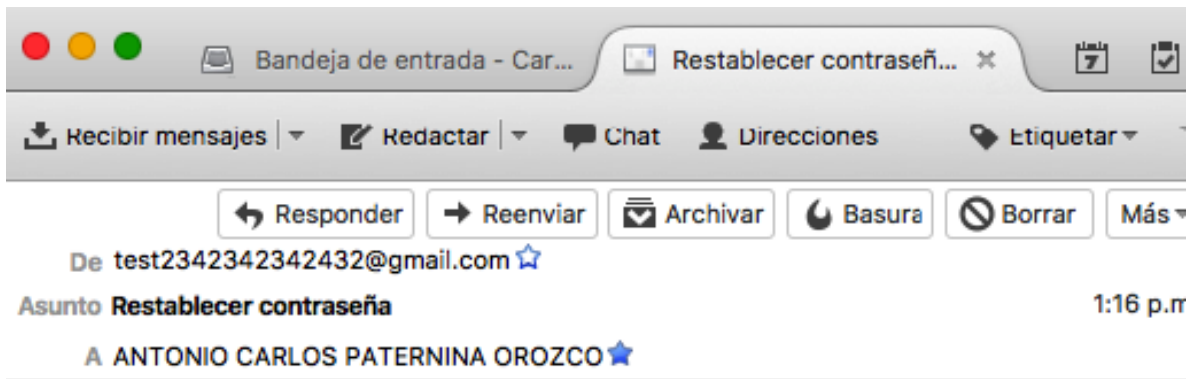 Bandeja de entrada - Car... Restablecer contraseñ... 7
Recibir mensajes Redactar Chat Direcciones Etiquetar
Responder Reenviar Archivar Basura Borrar Más
De test2342342342432@gmail.com
Asunto Restablecer contraseña 1:16 p.m
A ANTONIO CARLOS PATERNINA OROZCO